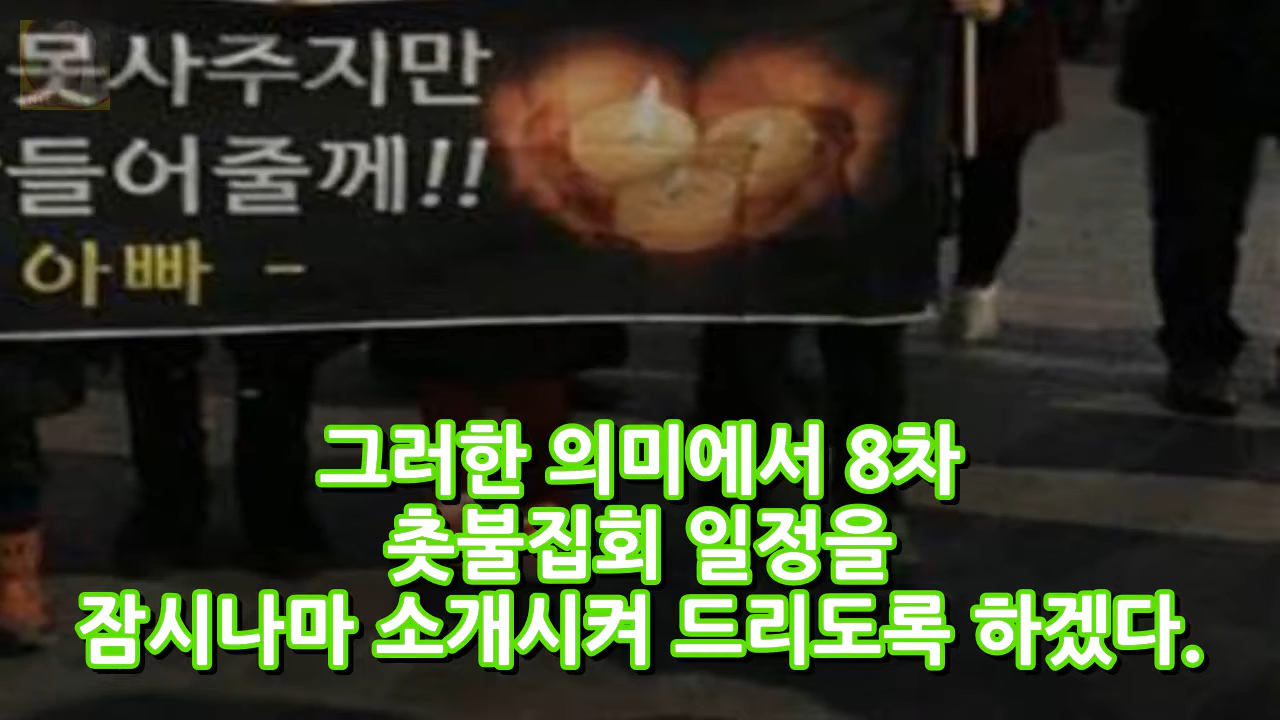 못사주지만
들어줄께!!
아빠 -
그러한 의미에서 8차
촛불집회 일정을
잠시나마 소개시켜 드리도록 하겠다.